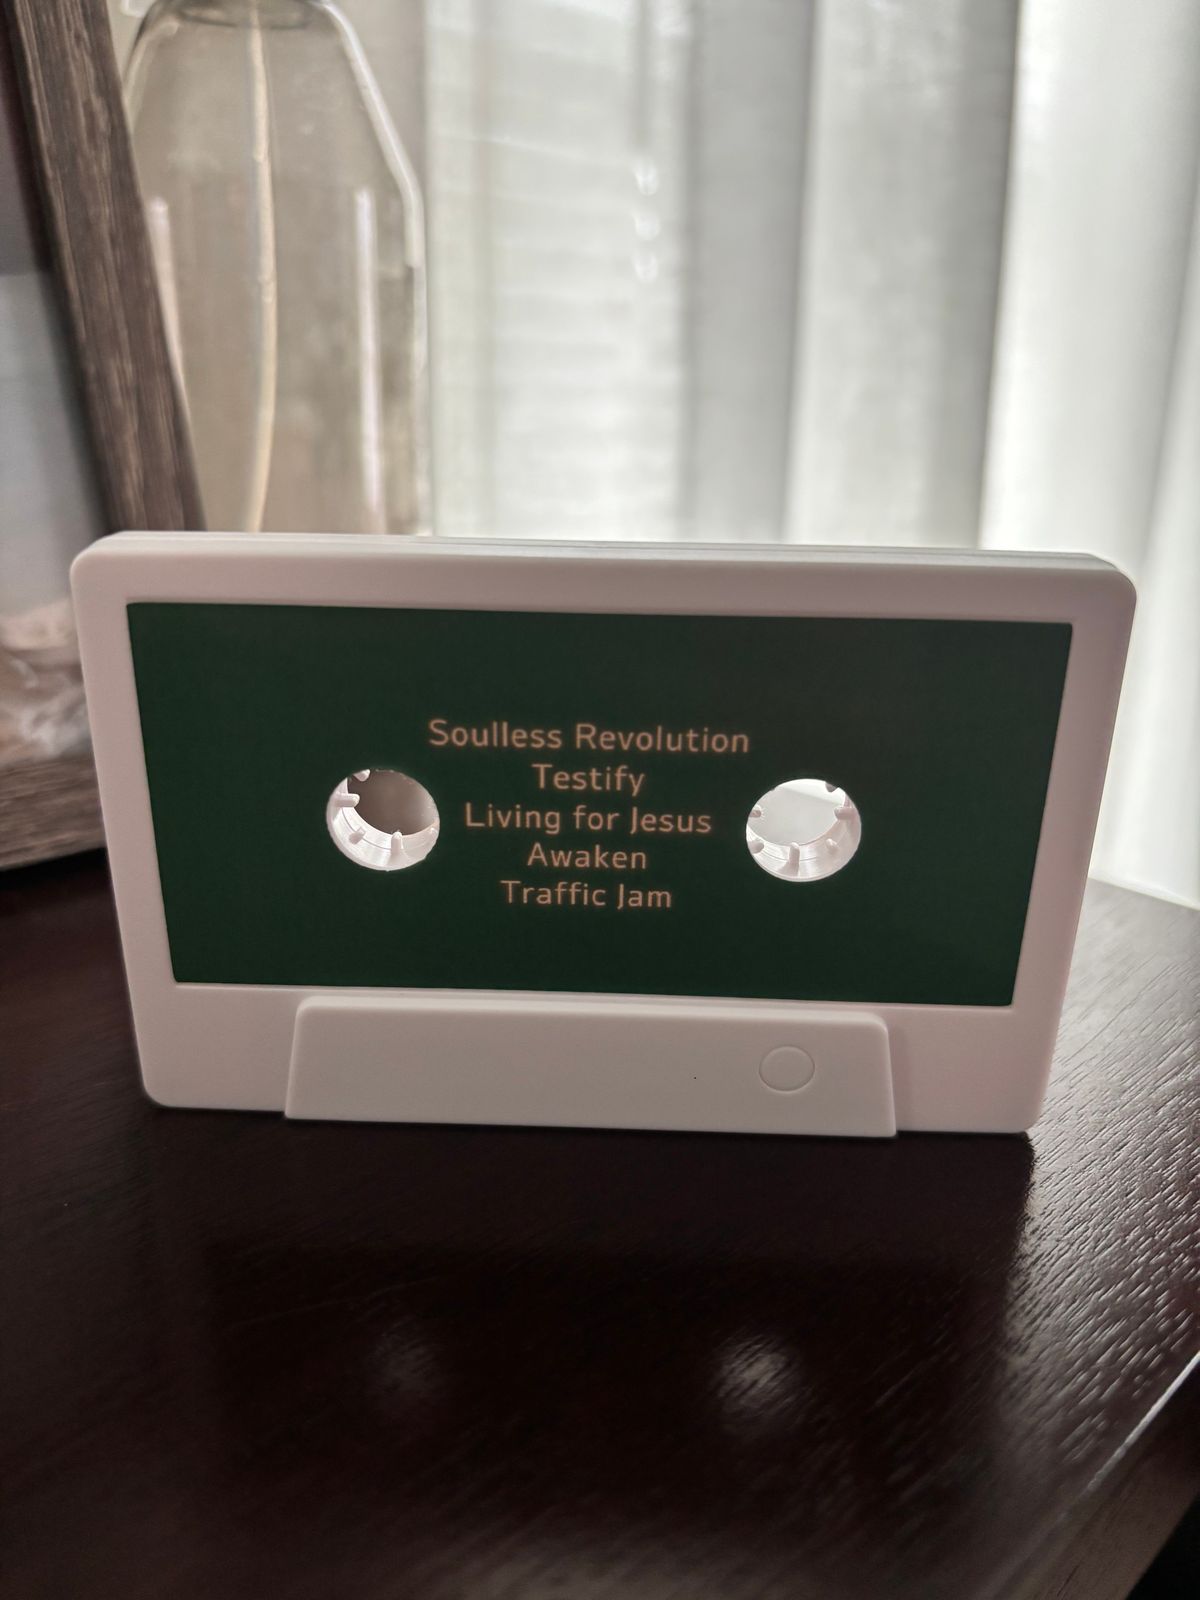 Soulless Revolution
Testify
Living for Jesus
Awaken
Traffic Jam